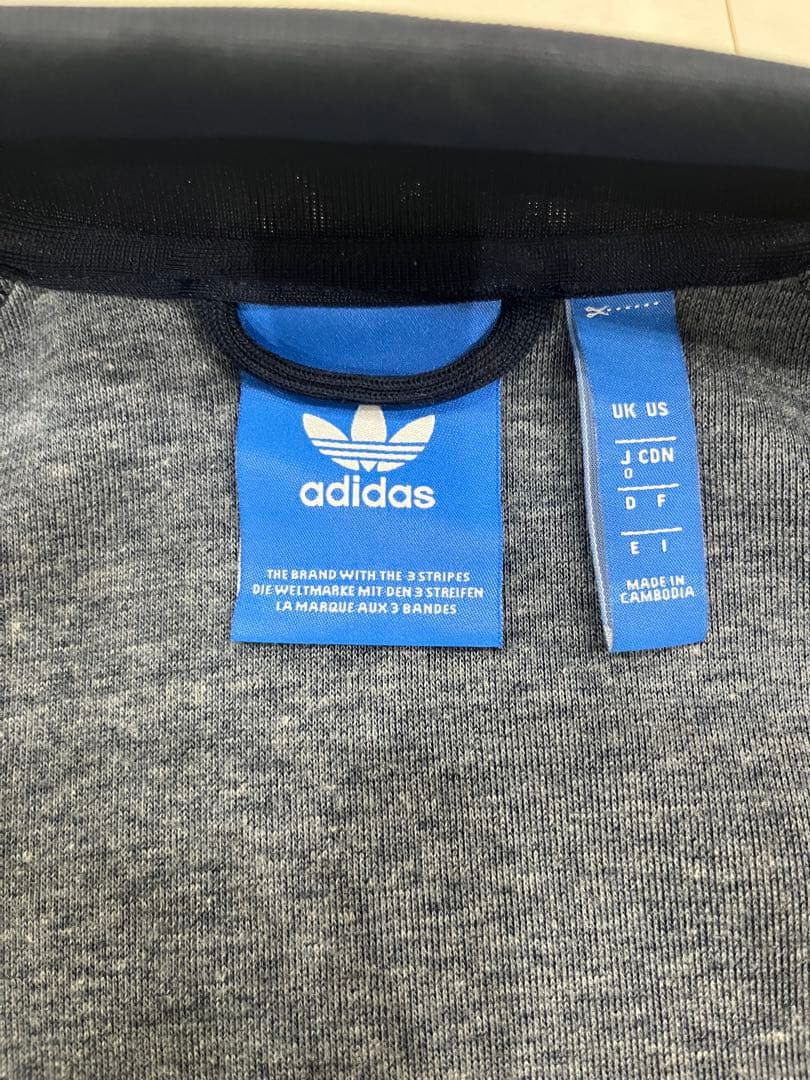 adidas
THE BRAND WITH THE 3 STRIPES
DIE WELTMARKE MIT DEN 3 STREIFEN
LA MARQUE AUX 3 BANDES
UK US
J CDN
O
D F
E I
MADE IN
CAMBODIA